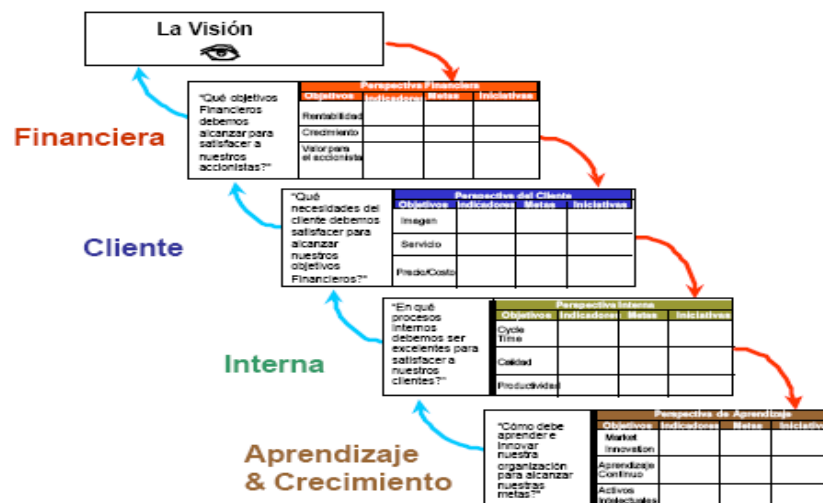 La Visión
Financiera
"Qué objetivos
Financieros
debemos
alcanzar para
satisfacer a
nuestros
accionistas?"
Perspectiva Financiera
Objetivos Indicadores Metas Iniciativas
Rentabilidad
Crecimiento
Valor para
el accionista
Cliente
"Qué
necesidades del
cliente debemos
satisfacer para
alcanzar
nuestros
objetivos
Financieros?"
Perspectiva del Cliente
Objetivos Indicadores Metas Iniciativas
Imagen
Servicio
Precio/Costo
Interna
"En qué
procesos
internos
debemos ser
excelentes para
satisfacer a
nuestros
clientes?"
Perspectiva Interna
Objetivos Indicadores Metas Iniciativas
Cycle
Time
Calidad
Productividad
Aprendizaje
& Crecimiento
"Cómo debe
aprender e
innovar
nuestra
organización
para alcanzar
nuestras
metas?"
Perspectiva de Aprendizaje
Objetivos Indicadores Metas Iniciativ
Market
Innovation
Aprendizaje
Continuo
Activos
Intelectuales